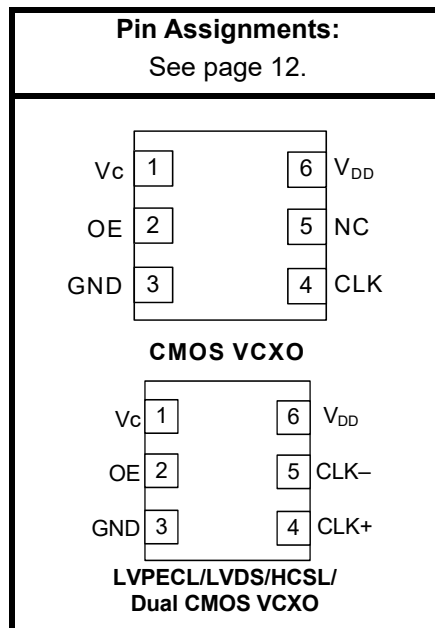 Pin Assignments:
See page 12.
Vc 1 6 VDD
OE 2 5 NC
GND 3 4 CLK
CMOS VCXO
Vc 1 6 VDD
OE 2 5 CLK–
GND 3 4 CLK+
LVPECL/LVDS/HCSL/
Dual CMOS VCXO